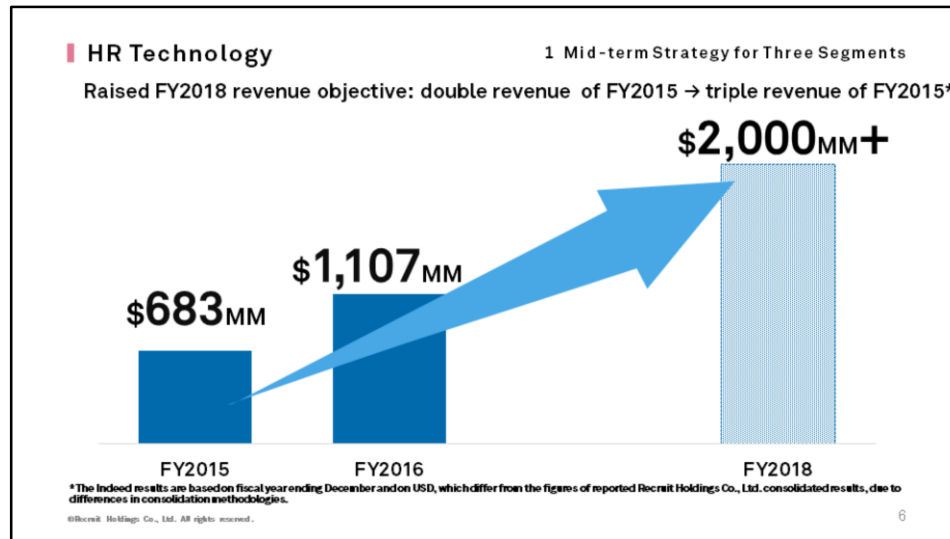 HR Technology
1 Mid-term Strategy for Three Segments
Raised FY2018 revenue objective: double revenue of FY2015 → triple revenue of FY2015*
$2,000MM+
$1,107MM
$683MM
FY2015 FY2016 FY2018
*The Indeed results are based on fiscal year ending December and on USD, which differ from the figures of reported Recruit Holdings Co., Ltd. consolidated results, due to
differences in consolidation methodologies.
©Recruit Holdings Co., Ltd. All rights reserved.
6